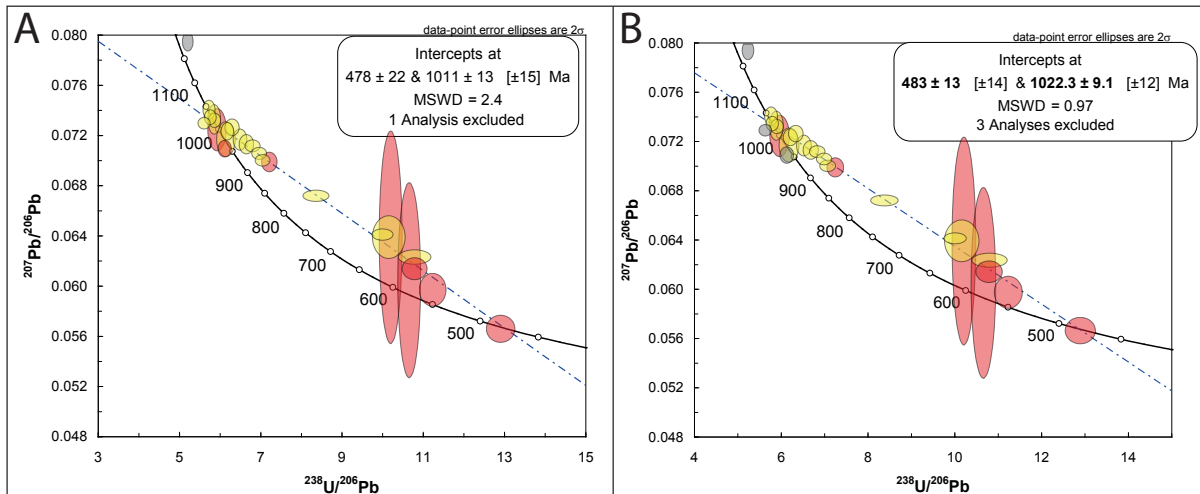 A
data-point error ellipses are 2σ
Intercepts at
478 ± 22 & 1011 ± 13 [±15] Ma
MSWD = 2.4
1 Analysis excluded
0.080
0.076
0.072
0.068
0.064
0.060
0.056
0.052
0.048
1100
1000
900
800
700
600
500
3 5 7 9 11 13 15
207Pb/206Pb
238U/206Pb
B
data-point error ellipses are 2σ
Intercepts at
483 ± 13 [±14] & 1022.3 ± 9.1 [±12] Ma
MSWD = 0.97
3 Analyses excluded
0.080
0.076
0.072
0.068
0.064
0.060
0.056
0.052
0.048
1100
1000
900
800
700
600
500
4 6 8 10 12 14
207Pb/206Pb
238U/206Pb